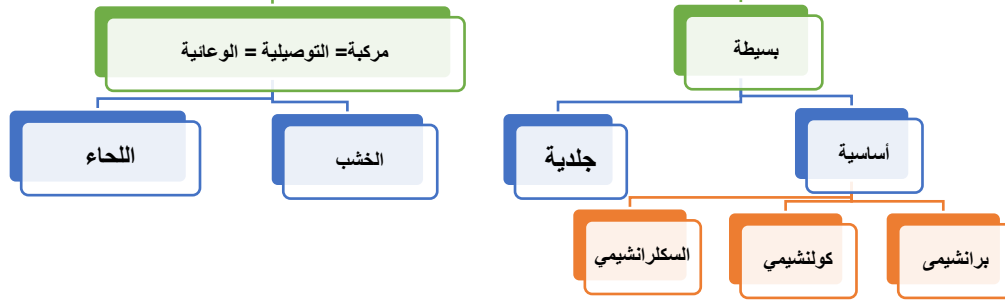 بسيطة
مركبة= التوصيلية = الوعائية
أساسية
جلدية
الخشب
اللحاء
برانشيمى
كولنشيمي
السكلرانشيمي